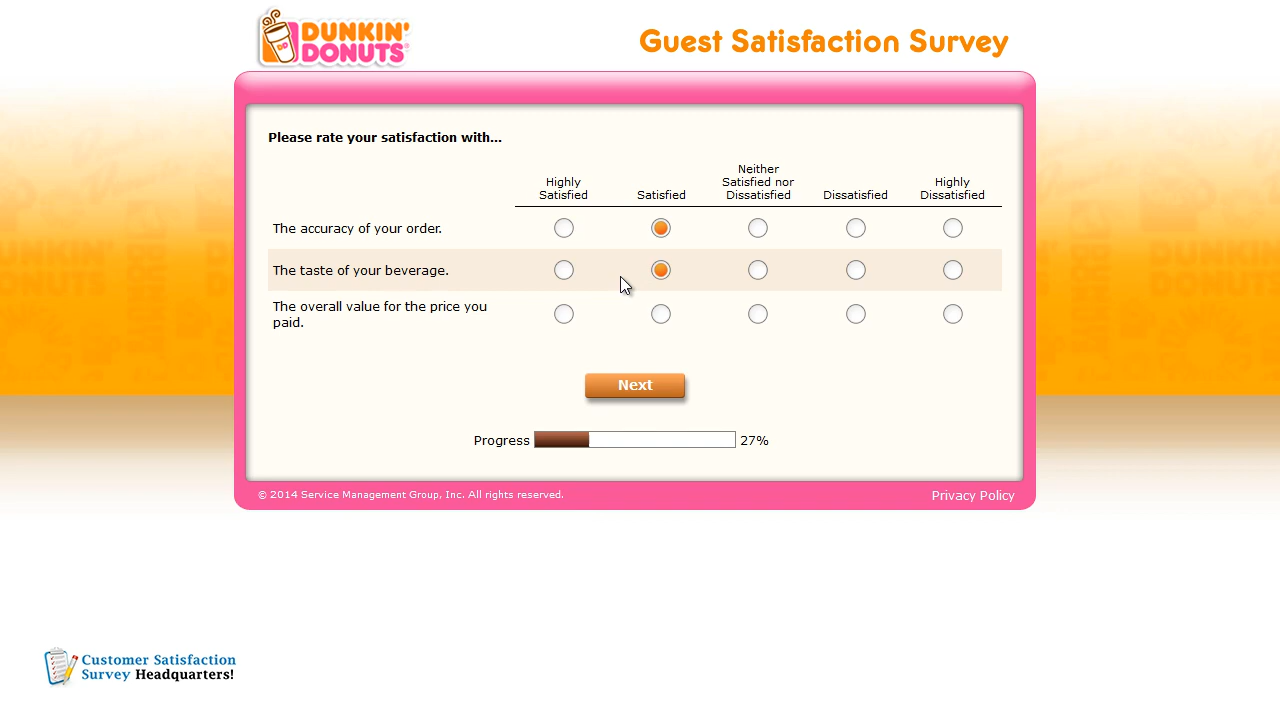 DUNKIN'
DONUTS
Guest Satisfaction Survey
Please rate your satisfaction with...
Highly
Satisfied
Satisfied
Neither
Satisfied nor
Dissatisfied
Dissatisfied
Highly
Dissatisfied
The accuracy of your order.
The taste of your beverage.
The overall value for the price you
paid.
Next
Progress 27%
© 2014 Service Management Group, Inc. All rights reserved.
Privacy Policy
Customer Satisfaction
Survey Headquarters!